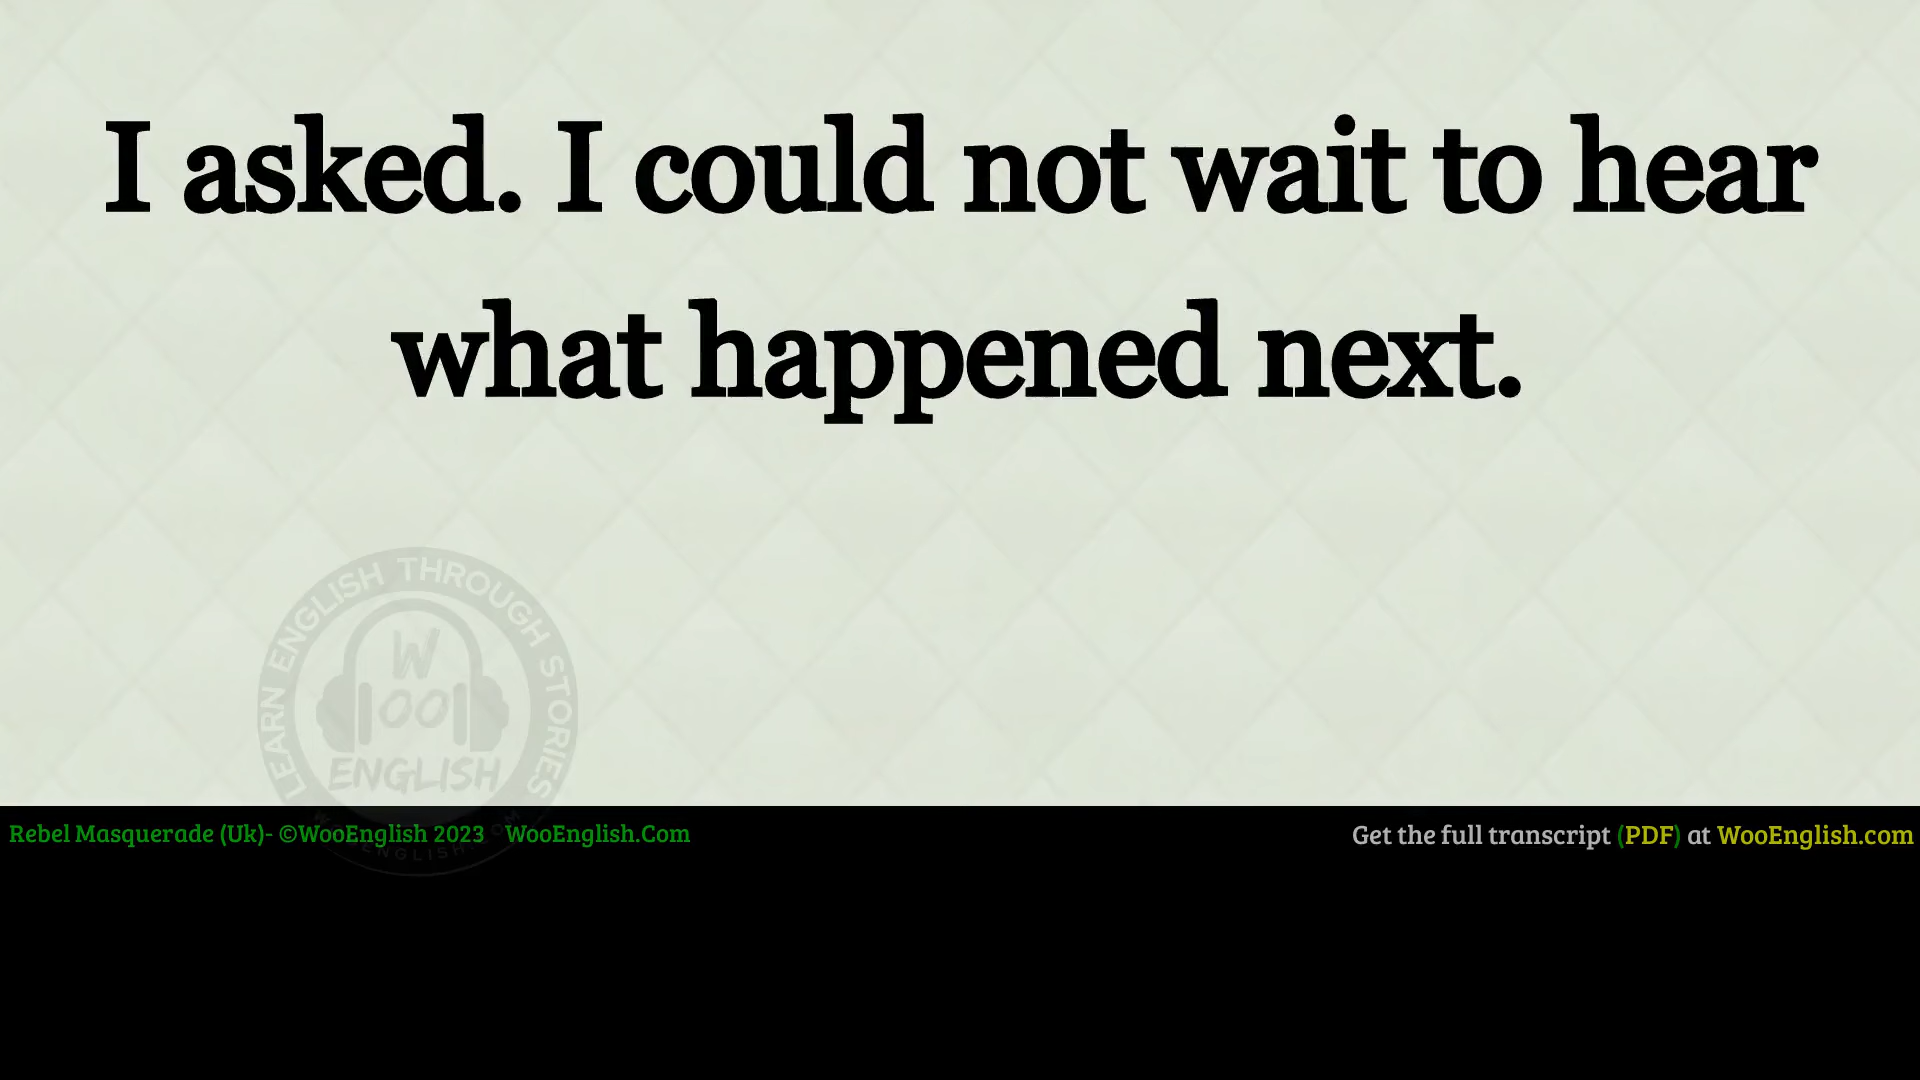 I asked. I could not wait to hear
what happened next.
LEARN ENGLISH THROUGH STORIES
W
OO
ENGLISH
Rebel Masquerade (Uk)- ©WooEnglish 2023 WooEnglish.Com
Get the full transcript (PDF) at WooEnglish.com